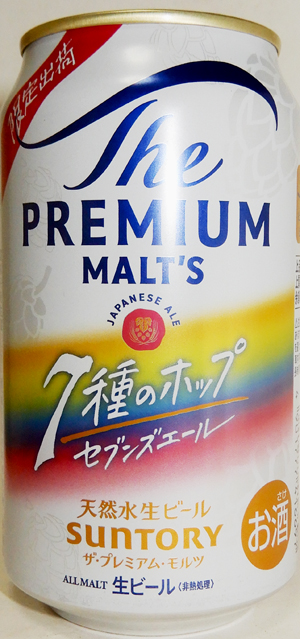 限定出荷
The
PREMIUM
MALT'S
JAPANESE ALE
7種のホップ
セブンズエール
天然水生ビール
SUNTORY
ザ・プレミアム・モルツ
ALL MALT 生ビール〈非熱処理〉
さけ
お酒